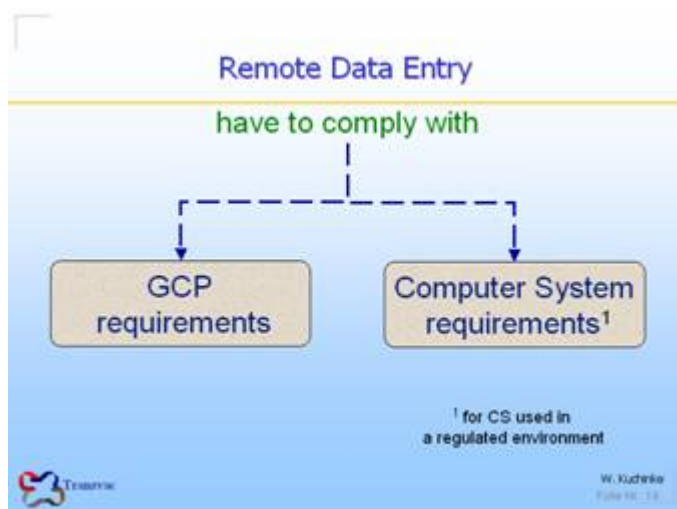 Remote Data Entry
have to comply with
GCP
requirements
Computer System
requirements¹
¹ for CS used in
a regulated environment
W. Kuchinke